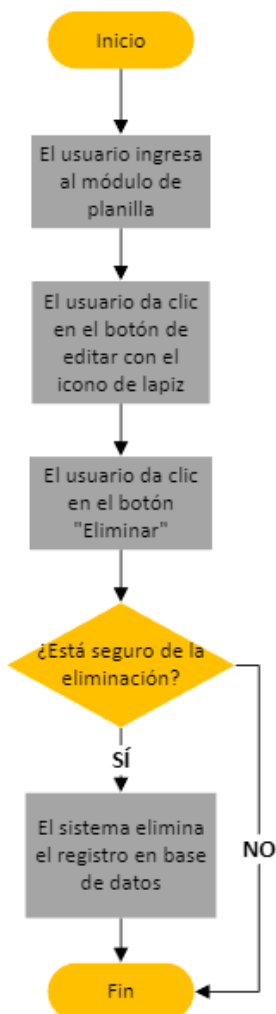 Inicio
El usuario ingresa
al módulo de
planilla
El usuario da clic
en el botón de
editar con el
icono de lapiz
El usuario da clic
en el botón
"Eliminar"
¿Está seguro de la
eliminación?
SÍ
El sistema elimina
el registro en base
de datos
NO
Fin